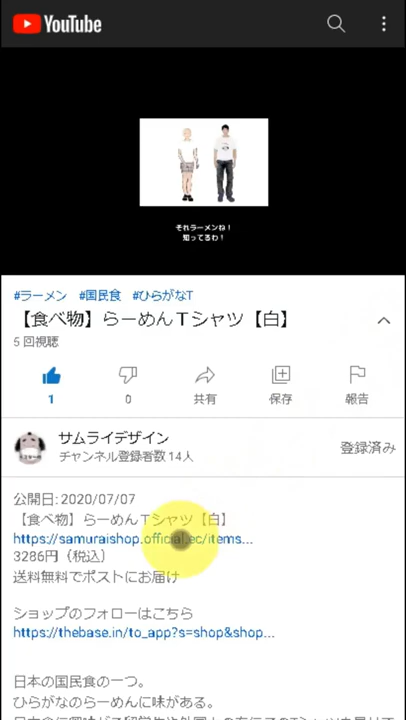 YouTube
それラーメンね！
知ってるわ！
#ラーメン #国民食 #ひらがなT
【食べ物】らーめんTシャツ【白】
5 回視聴
1
0
共有
保存
報告
サムライデザイン
チャンネル登録者数 14人
登録済み
公開日: 2020/07/07
【食べ物】らーめんTシャツ【白】
https://samuraishop.official.ec/items...
3286円（税込）
送料無料でポストにお届け
ショップのフォローはこちら
https://thebase.in/to_app?s=shop&shop...
日本の国民食の一つ。
ひらがなのらーめんに味がある。